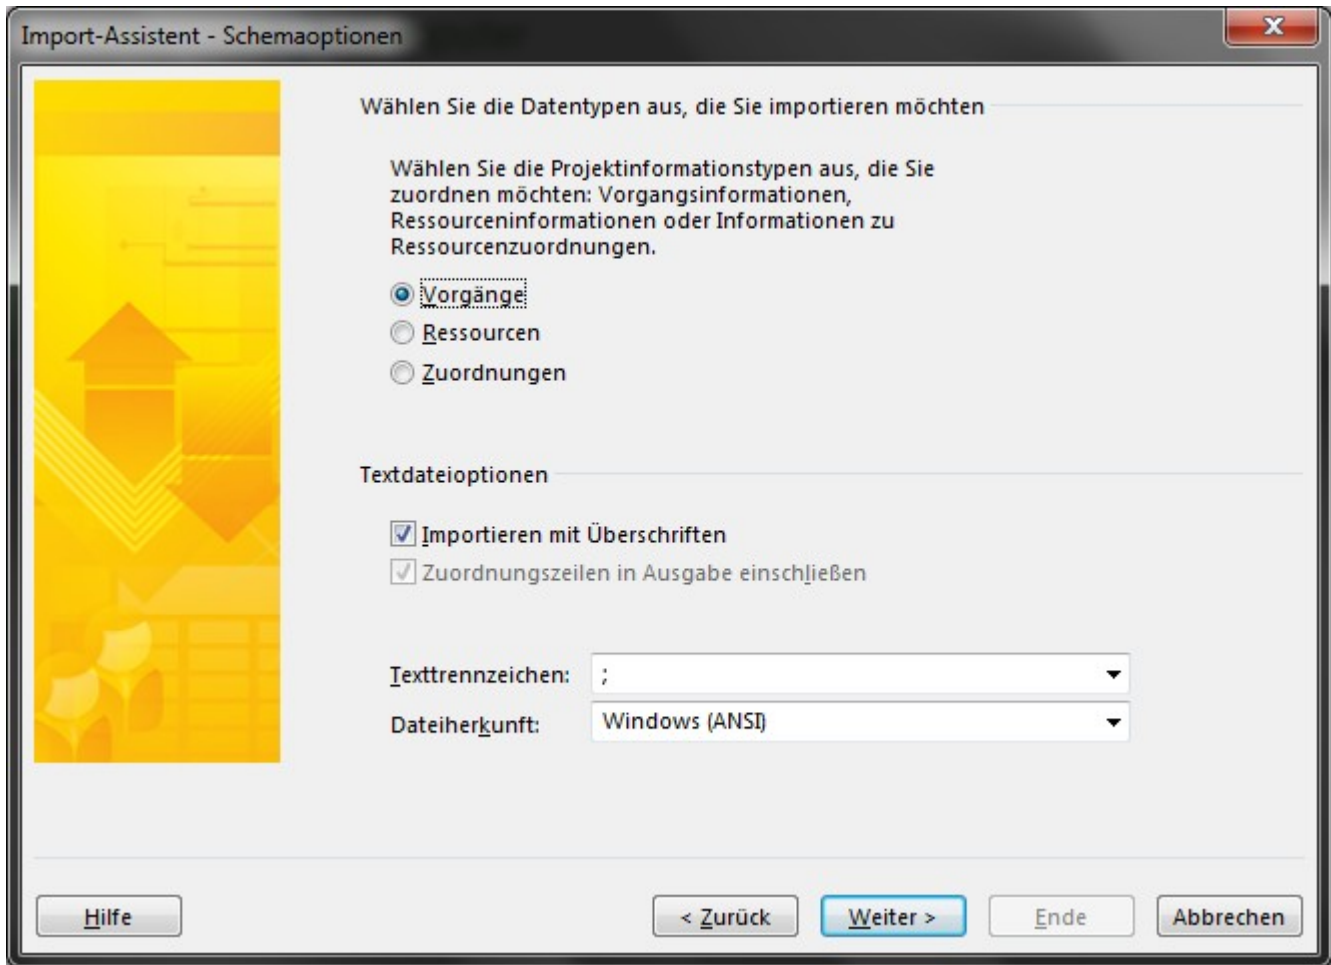 Import-Assistent - Schemaoptionen
Wählen Sie die Datentypen aus, die Sie importieren möchten
Wählen Sie die Projektinformationstypen aus, die Sie
zuordnen möchten: Vorgangsinformationen,
Ressourceninformationen oder Informationen zu
Ressourcenzuordnungen.
Vorgänge
Ressourcen
Zuordnungen
Textdateioptionen
Importieren mit Überschriften
Zuordnungszeilen in Ausgabe einschließen
Texttrennzeichen: ;
Dateiherkunft: Windows (ANSI)
Hilfe < Zurück Weiter > Ende Abbrechen